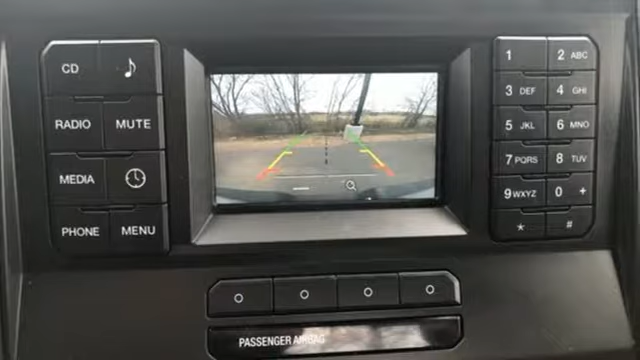 CD
RADIO MUTE
MEDIA
PHONE MENU
1 2 ABC
3 DEF 4 GHI
5 JKL 6 MNO
7 PQRS 8 TUV
9 WXYZ 0 +
* #
PASSENGER AIRBAG